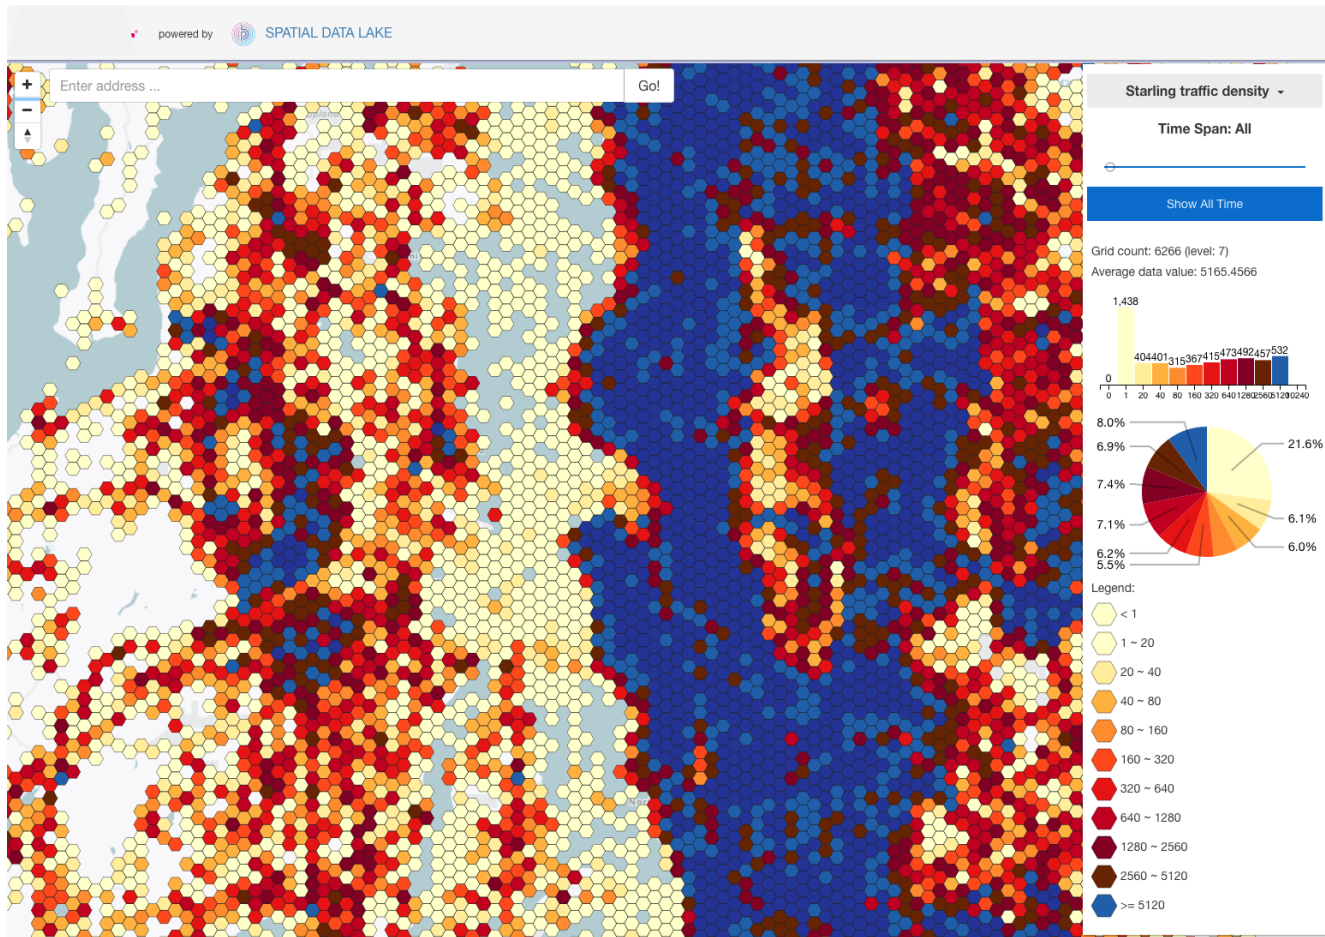 powered by SPATIAL DATA LAKE
+
Enter address ... Go!
−
Starling traffic density
Time Span: All
Show All Time
Grid count: 6266 (level: 7)
Average data value: 5165.4566
1,438
0 404 401 315 367 415 473 492 457 532
0 1 20 40 80 160 320 640 1280 2560 5120 10240
8.0%
6.9%
7.4%
7.1%
6.2%
5.5%
21.6%
6.1%
6.0%
Legend:
< 1
1 ~ 20
20 ~ 40
40 ~ 80
80 ~ 160
160 ~ 320
320 ~ 640
640 ~ 1280
1280 ~ 2560
2560 ~ 5120
>= 5120